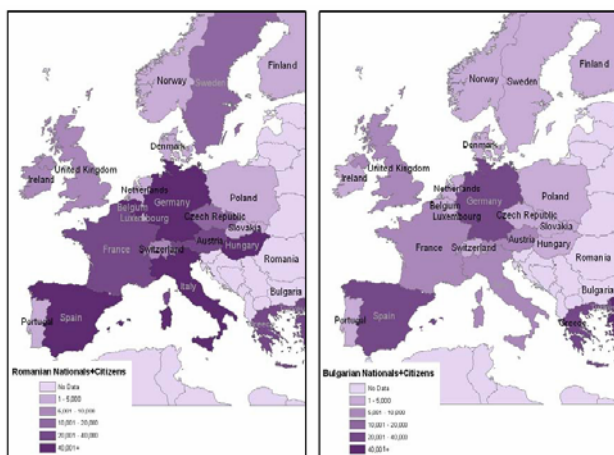 Finland
Norway
Sweden
Denmark
United Kingdom
Ireland
Netherlands
Poland
Belgium
Germany
Luxembourg
Czech Republic
Slovakia
Austria
France
Switzerland
Hungary
Italy
Portugal
Spain
Greece
Romanian Nationals+Citizens
No Data
1 - 5,000
5,001 - 10,000
10,001 - 20,000
20,001 - 40,000
40,001+
Finland
Norway
Sweden
Denmark
United Kingdom
Ireland
Netherlands
Poland
Belgium
Germany
Luxembourg
Czech Republic
Slovakia
Austria
France
Switzerland
Hungary
Romania
Italy
Bulgaria
Portugal
Spain
Greece
Bulgarian Nationals+Citizens
No Data
1 - 5,000
5,001 - 10,000
10,001 - 20,000
20,001 - 40,000
40,001+